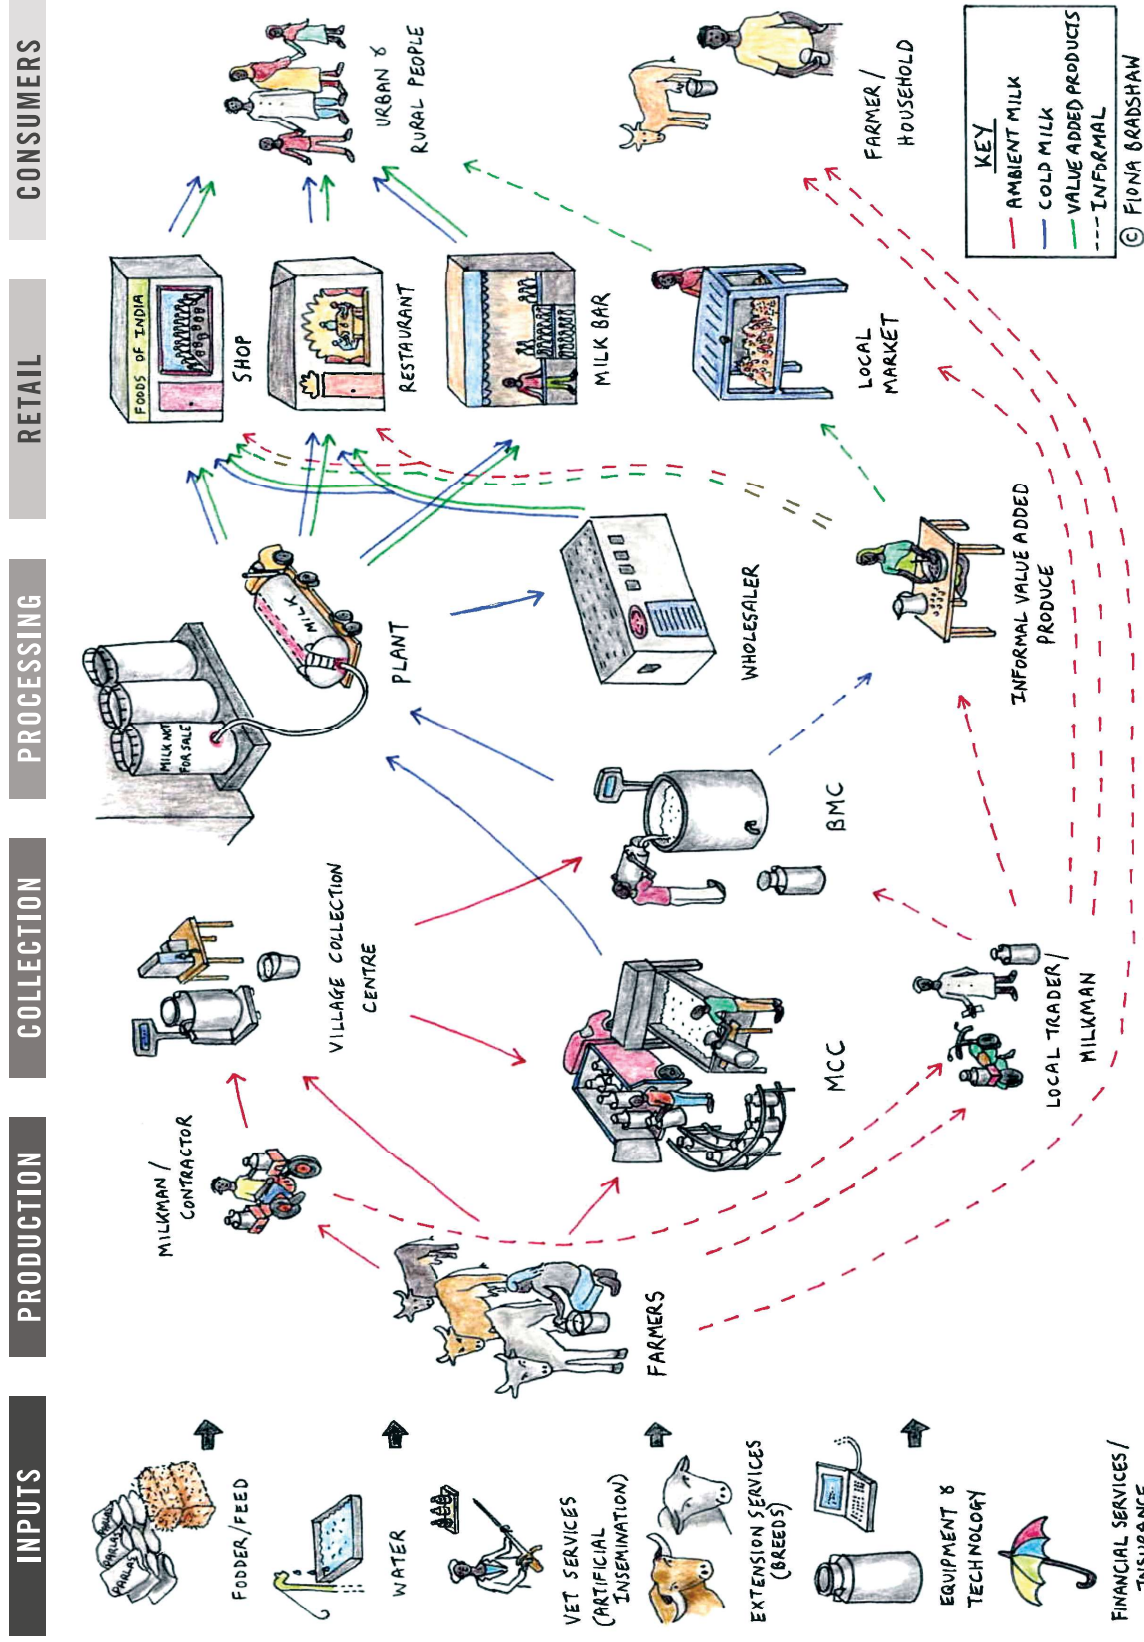 INPUTS
PRODUCTION
COLLECTION
PROCESSING
RETAIL
CONSUMERS
PARLAS
PARLAS
FODDER/FEED
WATER
VET SERVICES
(ARTIFICIAL
INSEMINATION)
EXTENSION SERVICES
(BREEDS)
EQUIPMENT &
TECHNOLOGY
FINANCIAL SERVICES/
MILKMAN/
CONTRACTOR
FARMERS
VILLAGE COLLECTION
CENTRE
MCC
LOCAL TRADER/
MILKMAN
BMC
MILK NOT
FOR SALE
MILK
PLANT
WHOLESALER
INFORMAL VALUE ADDED
PRODUCE
FOODS OF INDIA
SHOP
RESTAURANT
MILK BAR
LOCAL
MARKET
URBAN &
RURAL PEOPLE
FARMER/
HOUSEHOLD
KEY
AMBIENT MILK
COLD MILK
VALUE ADDED PRODUCTS
INFORMAL
© FIONA BRADSHAW